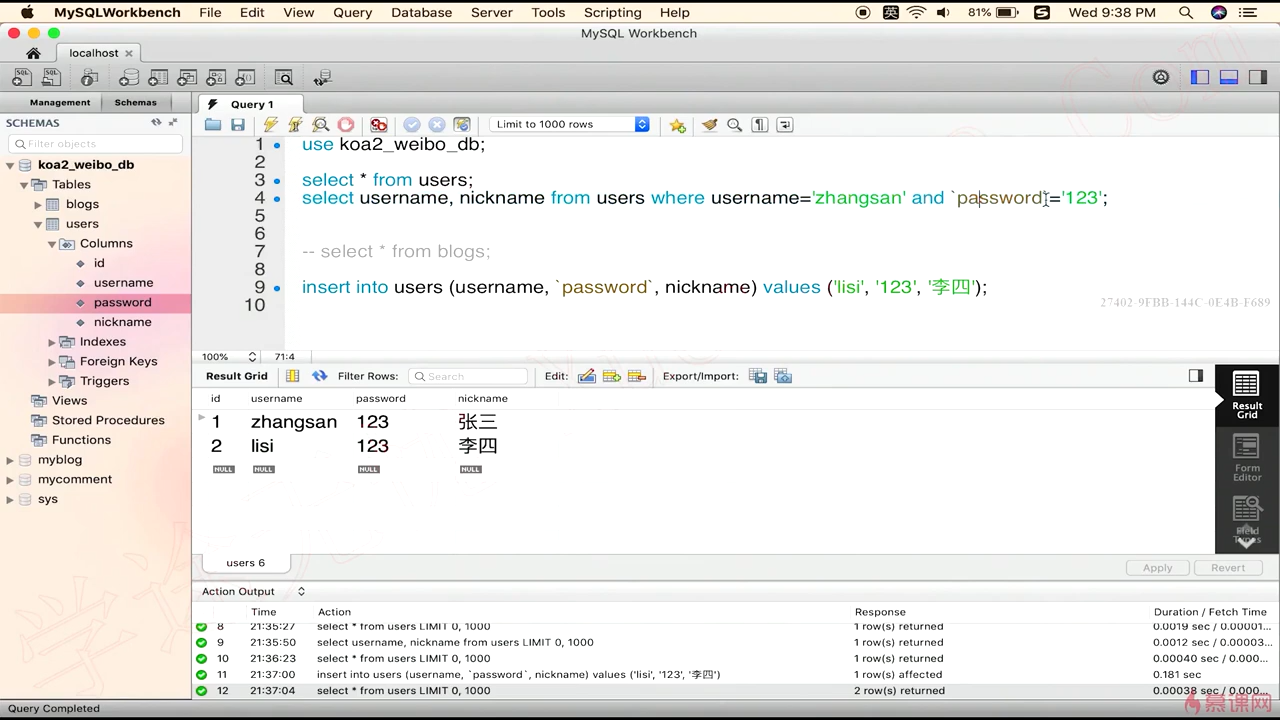 MySQLWorkbench File Edit View Query Database Server Tools Scripting Help 英 81% S Wed 9:38 PM
MySQL Workbench
localhost
Management Schemas
Query 1
SCHEMAS
Limit to 1000 rows
Filter objects
koa2_weibo_db
Tables
blogs
users
Columns
id
username
password
nickname
Indexes
Foreign Keys
Triggers
Views
Stored Procedures
Functions
myblog
mycomment
sys
1 use koa2_weibo_db;
2
3 select * from users;
4 select username, nickname from users where username='zhangsan' and `password`='123';
5
6
7 -- select * from blogs;
8
9 insert into users (username, `password`, nickname) values ('lisi', '123', '李四');
10
27402-9FBB-144C-0E4B-F689
100% 71:4
Result Grid Filter Rows: Search Edit: Export/Import:
id username password nickname
1 zhangsan 123 张三
2 lisi 123 李四
NULL NULL NULL NULL
Result Grid
Form Editor
Field Types
users 6
Apply Revert
Action Output
Time Action Response Duration / Fetch Time
8 21:35:27 select * from users LIMIT 0, 1000 1 row(s) returned 0.0019 sec / 0.00001...
9 21:35:50 select username, nickname from users LIMIT 0, 1000 1 row(s) returned 0.0012 sec / 0.00003...
10 21:36:23 select * from users LIMIT 0, 1000 1 row(s) returned 0.00040 sec / 0.000...
11 21:37:00 insert into users (username, `password`, nickname) values ('lisi', '123', '李四') 1 row(s) affected 0.181 sec
12 21:37:04 select * from users LIMIT 0, 1000 2 row(s) returned 0.00038 sec / 0.000...
Query Completed
慕课网